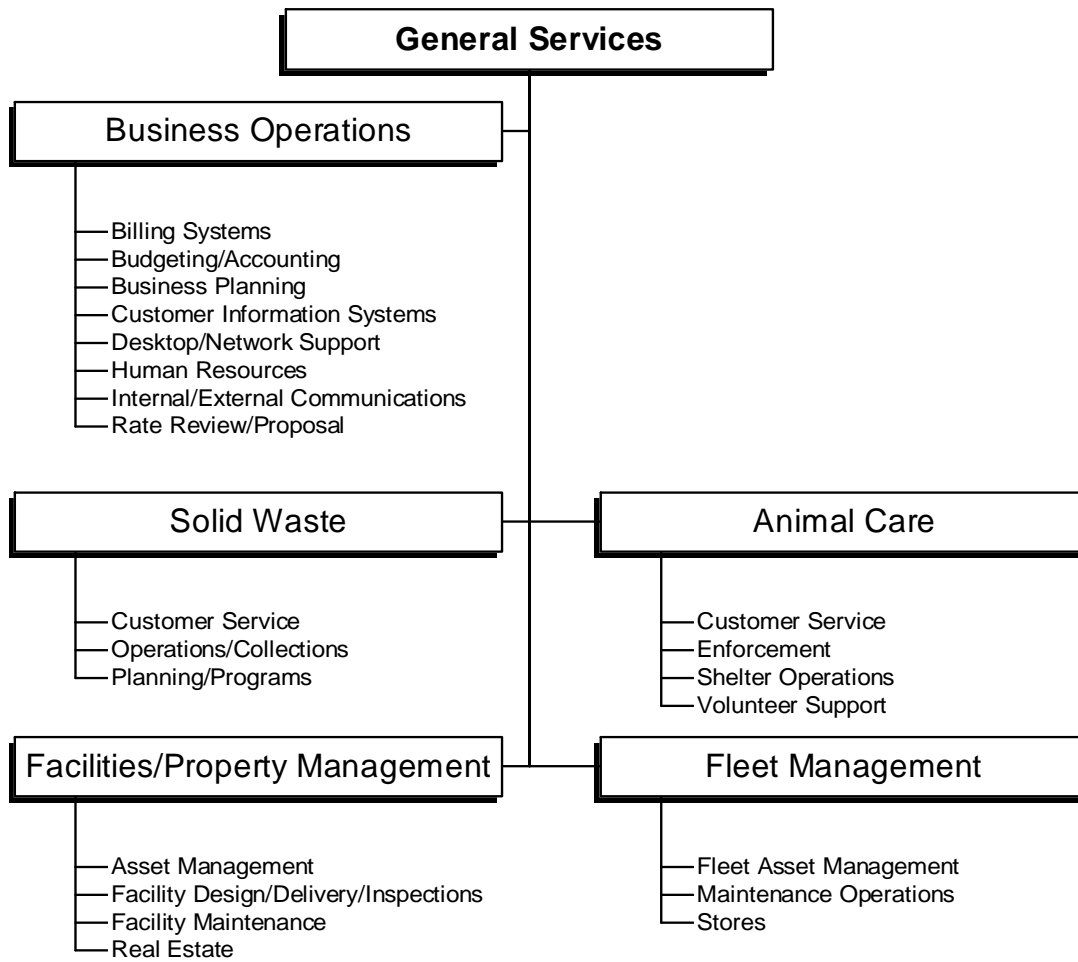 General Services
Business Operations
Billing Systems
Budgeting/Accounting
Business Planning
Customer Information Systems
Desktop/Network Support
Human Resources
Internal/External Communications
Rate Review/Proposal
Solid Waste
Customer Service
Operations/Collections
Planning/Programs
Animal Care
Customer Service
Enforcement
Shelter Operations
Volunteer Support
Facilities/Property Management
Asset Management
Facility Design/Delivery/Inspections
Facility Maintenance
Real Estate
Fleet Management
Fleet Asset Management
Maintenance Operations
Stores